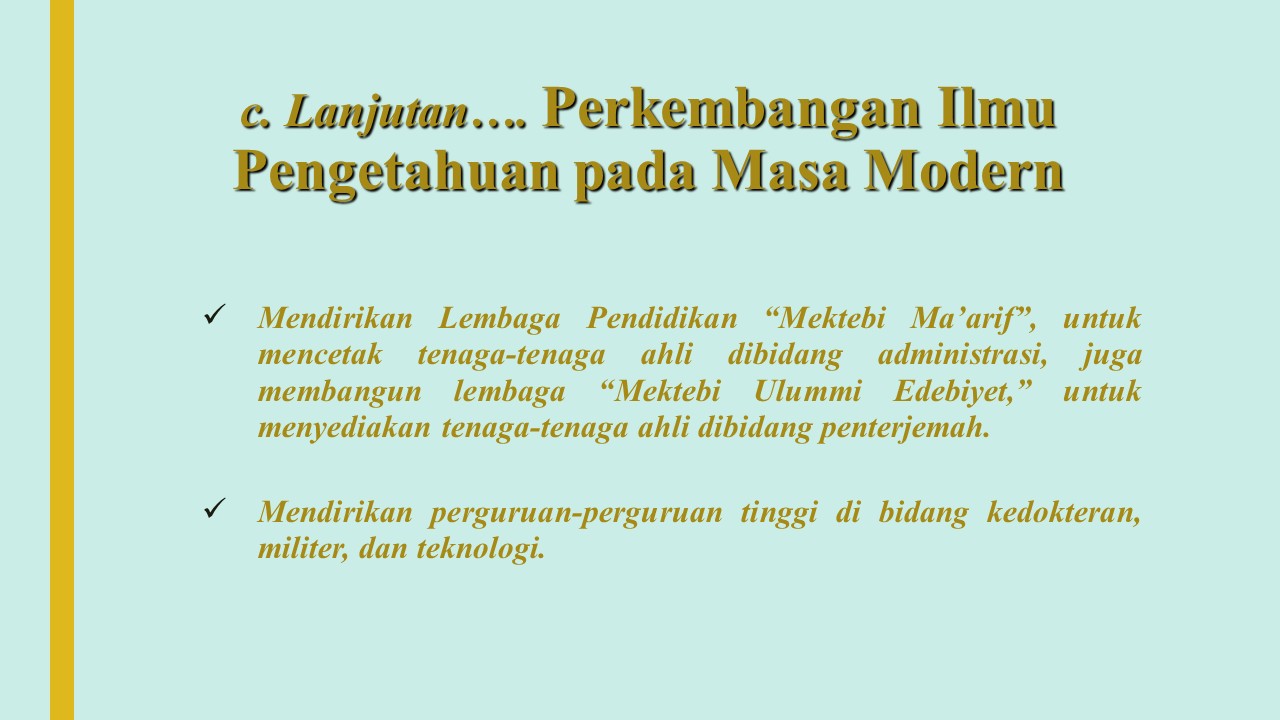 c. Lanjutan…. Perkembangan Ilmu
Pengetahuan pada Masa Modern
✓ Mendirikan Lembaga Pendidikan “Mektebi Ma’arif”, untuk
mencetak tenaga-tenaga ahli dibidang administrasi, juga
membangun lembaga “Mektebi Ulummi Edebiyet,” untuk
menyediakan tenaga-tenaga ahli dibidang penterjemah.
✓ Mendirikan perguruan-perguruan tinggi di bidang kedokteran,
militer, dan teknologi.